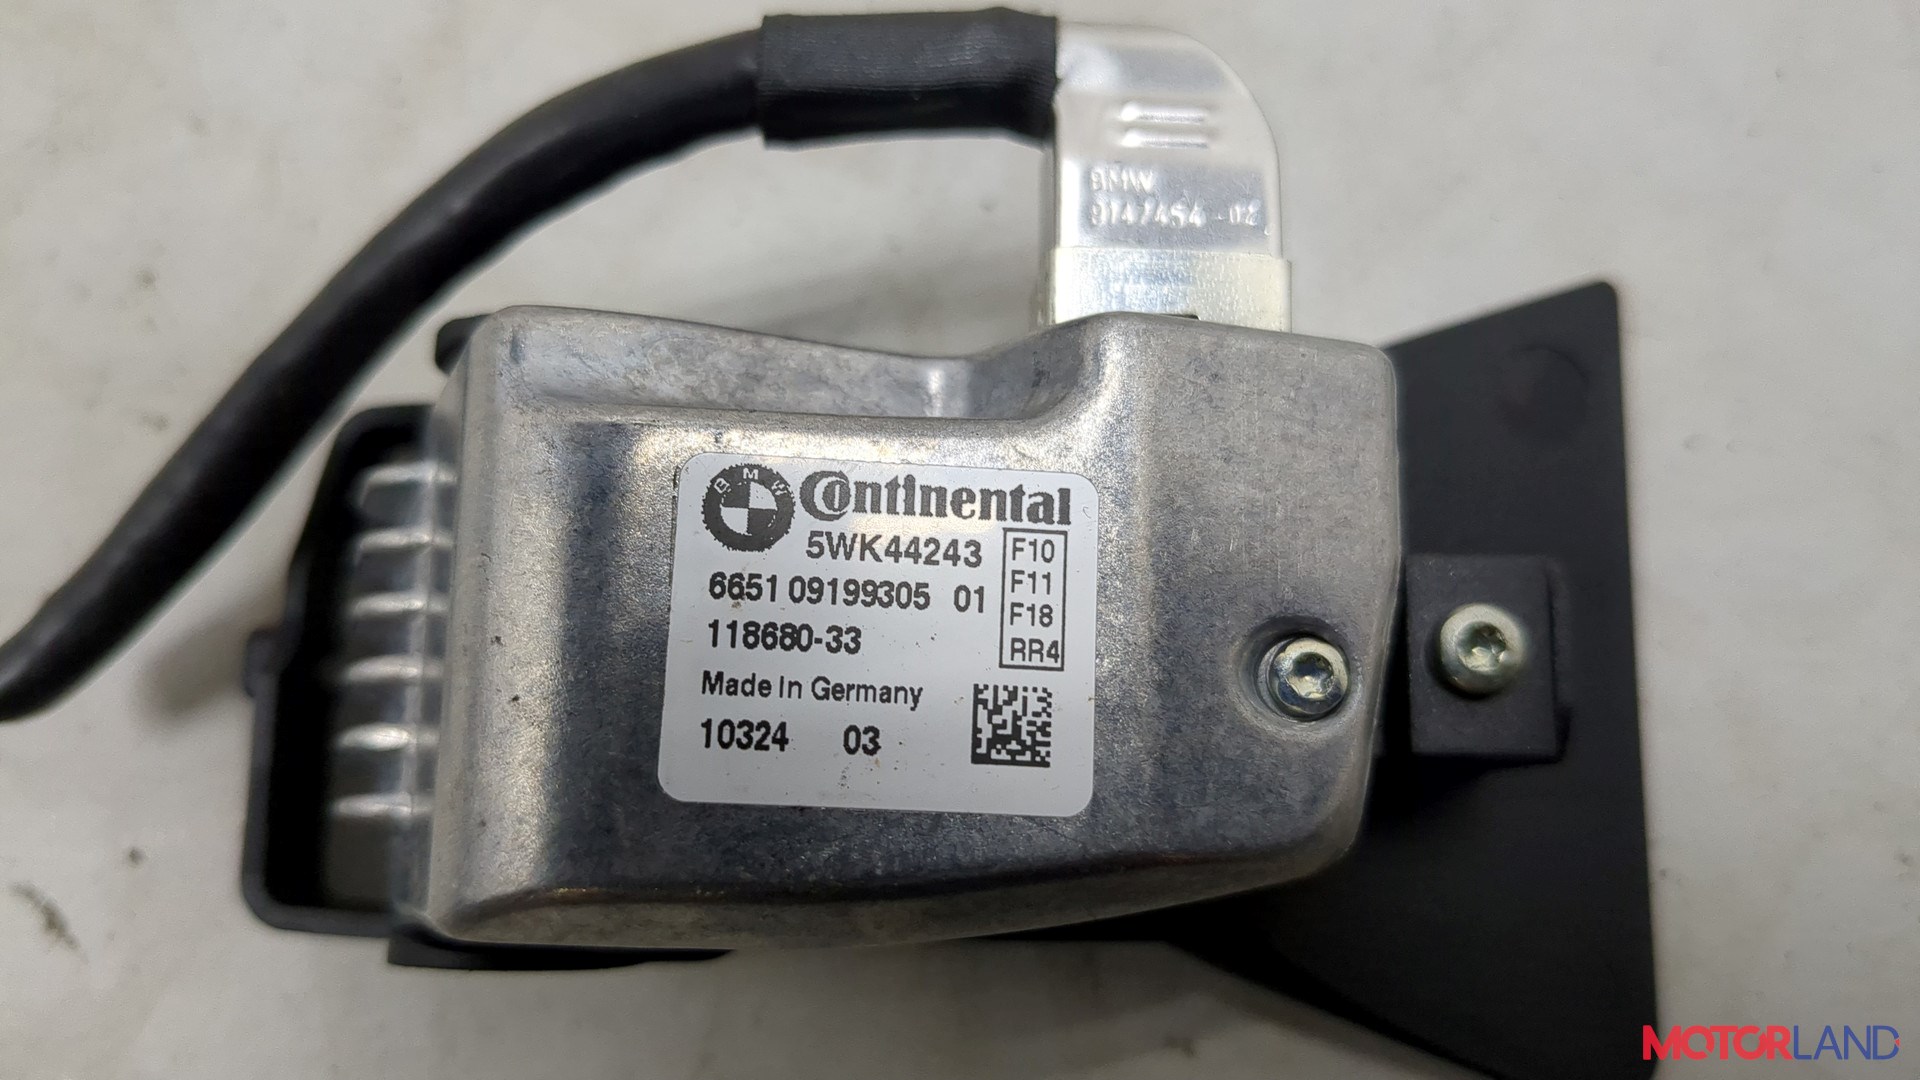 BMW
9147454-02
BMW
Continental
5WK44243
6651 09199305 01
118680-33
Made In Germany
10324 03
F10
F11
F18
RR4
MOTORLAND